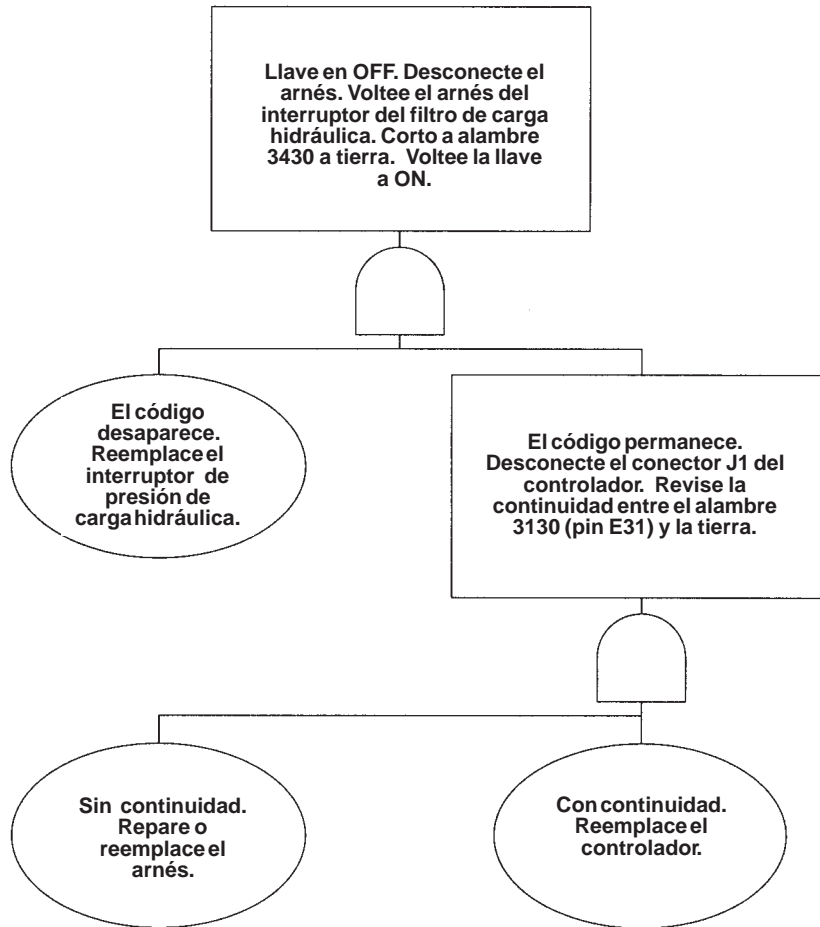 Llave en OFF. Desconecte el
arnés. Voltee el arnés del
interruptor del filtro de carga
hidráulica. Corto a alambre
3430 a tierra. Voltee la llave
a ON.
El código
desaparece.
Reemplace el
interruptor de
presión de
carga hidráulica.
El código permanece.
Desconecte el conector J1 del
controlador. Revise la
continuidad entre el alambre
3130 (pin E31) y la tierra.
Sin continuidad.
Repare o
reemplace el
arnés.
Con continuidad.
Reemplace el
controlador.